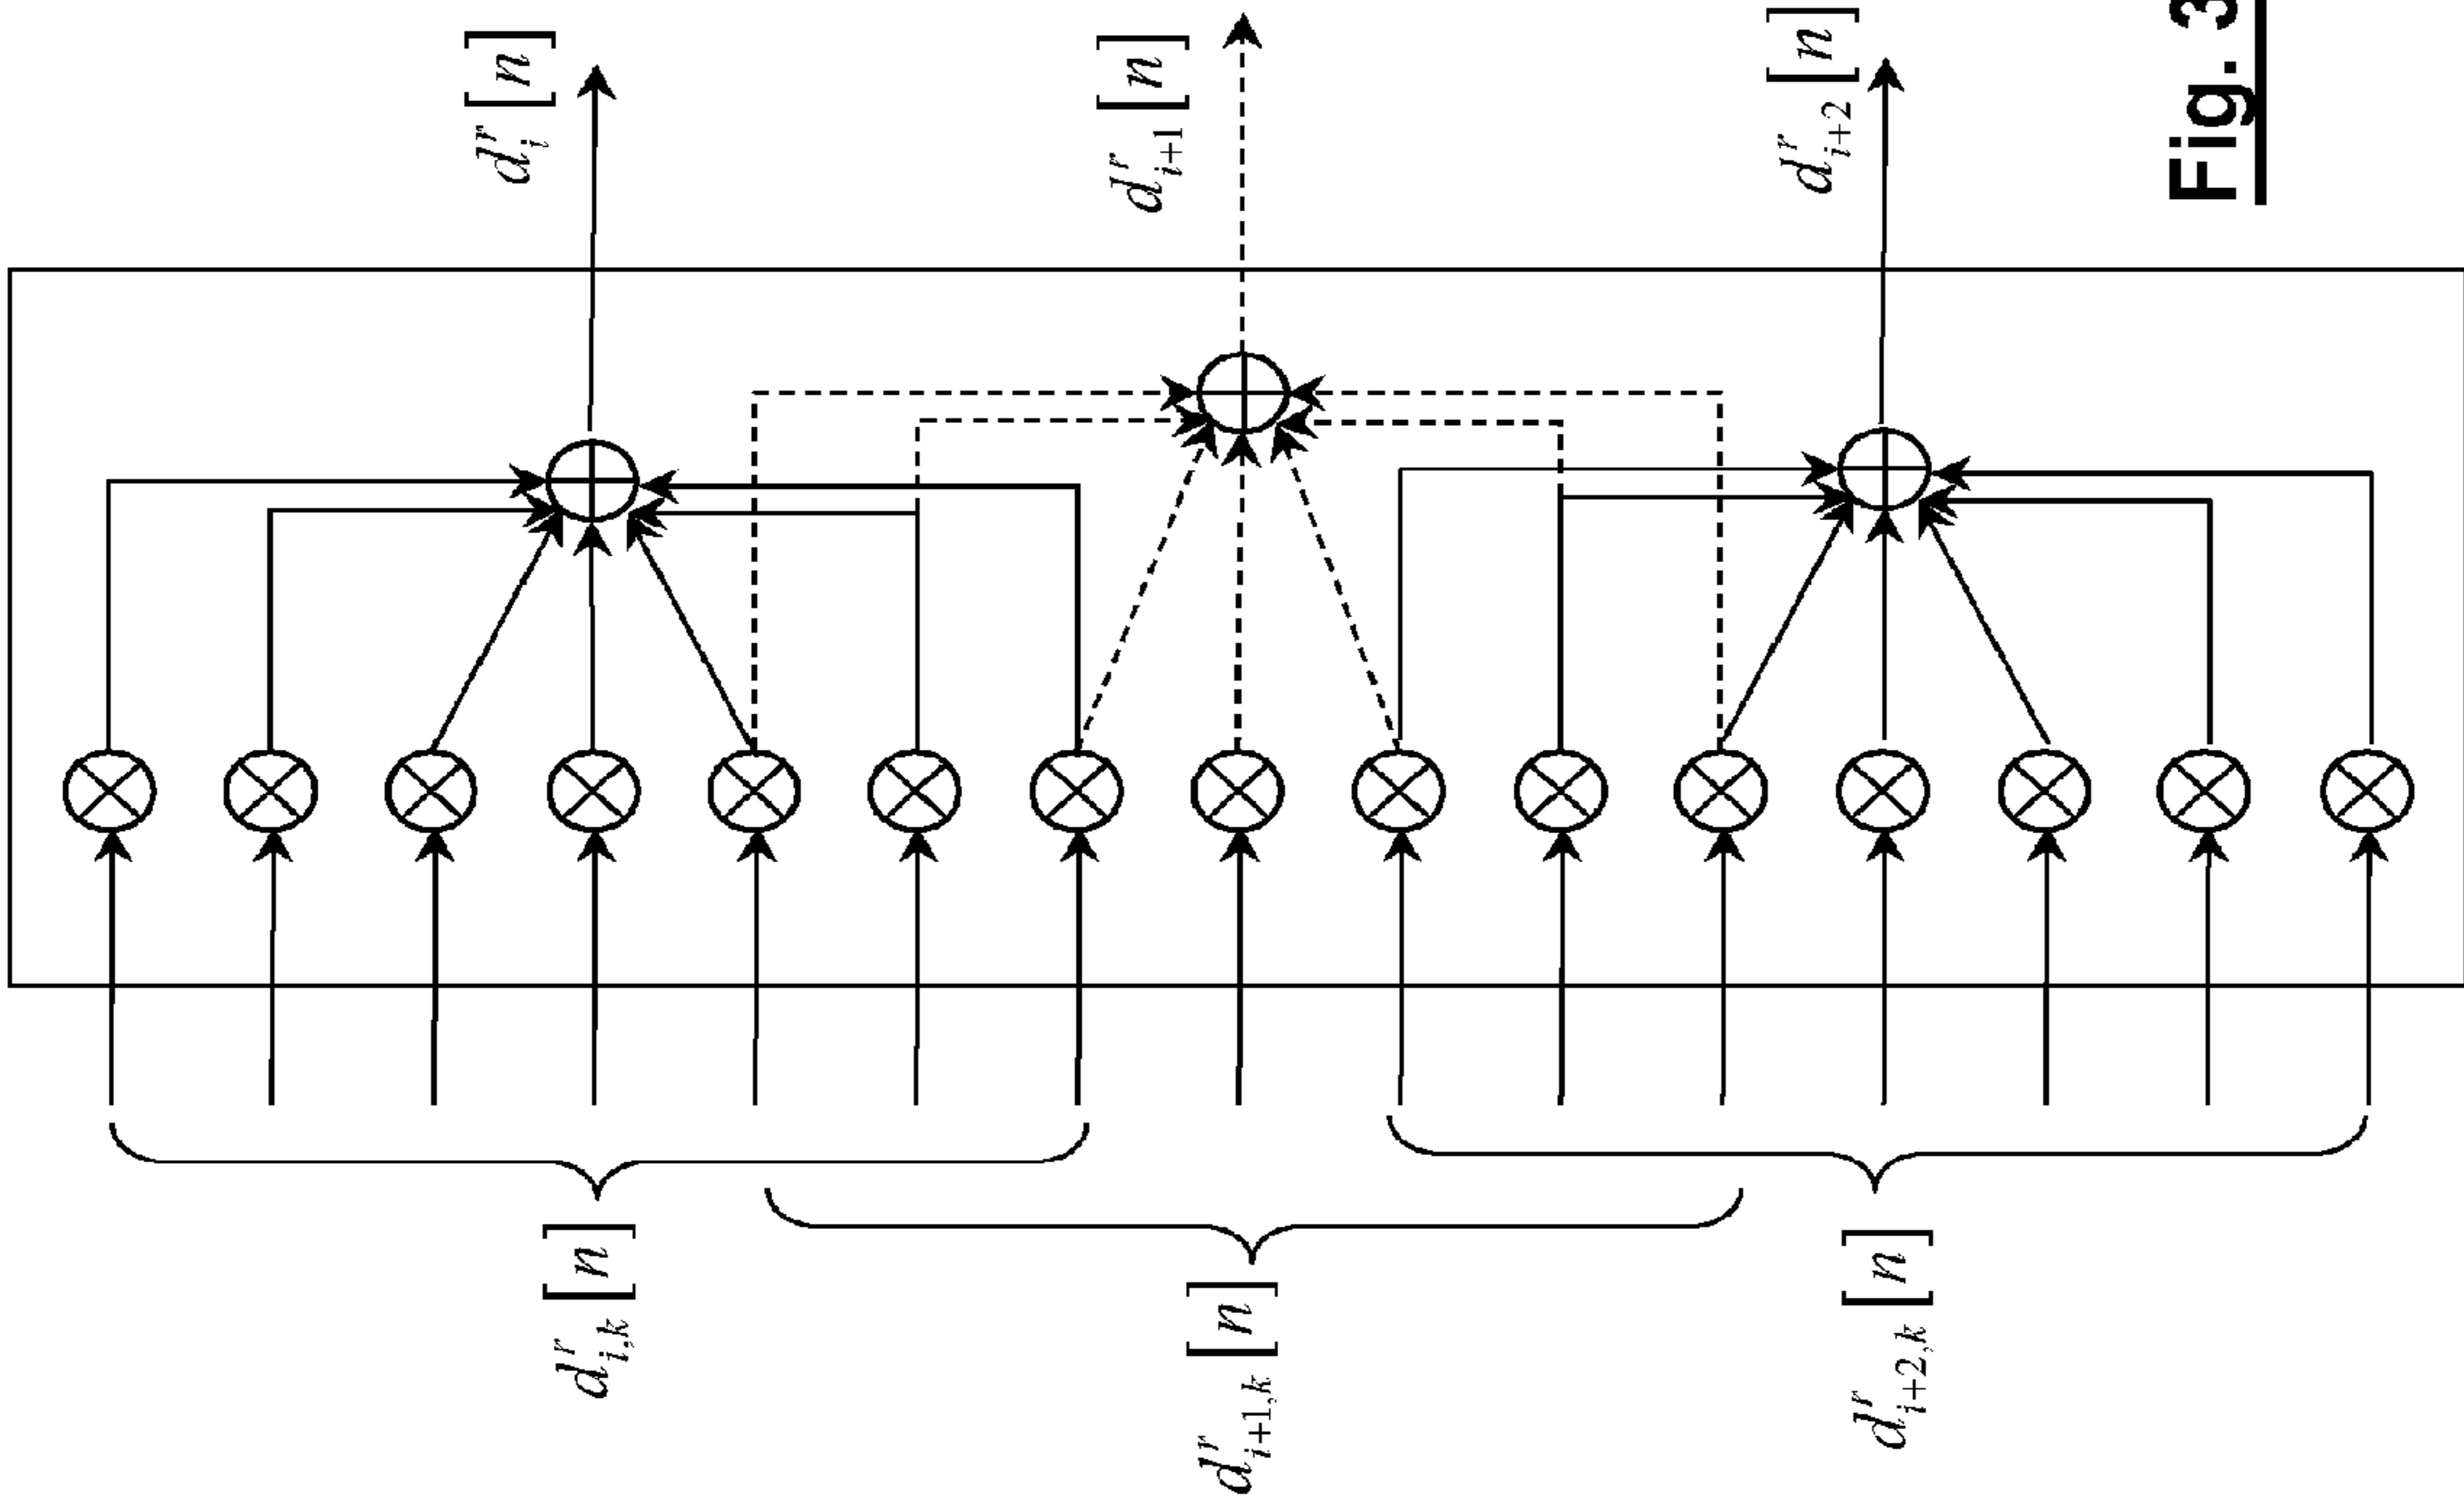 d^r_{i,k}[n]
d^r_{i+1,k}[n]
d^r_{i+2,k}[n]
d^r_i[n]
d^r_{i+1}[n]
d^r_{i+2}[n]
Fig. 3